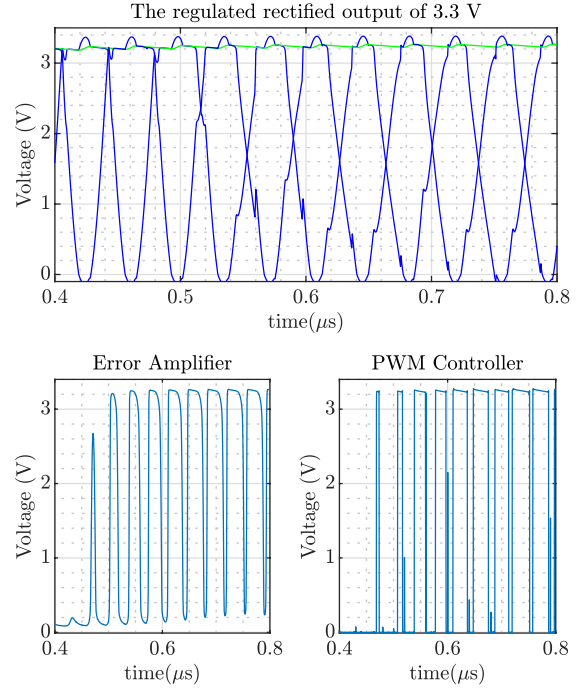 The regulated rectified output of 3.3 V
3
2
1
0
Voltage (V)
0.4 0.5 0.6 0.7 0.8
time(μs)
Error Amplifier PWM Controller
3 3
2 2
1 1
0 0
Voltage (V) Voltage (V)
0.4 0.6 0.8 0.4 0.6 0.8
time(μs) time(μs)